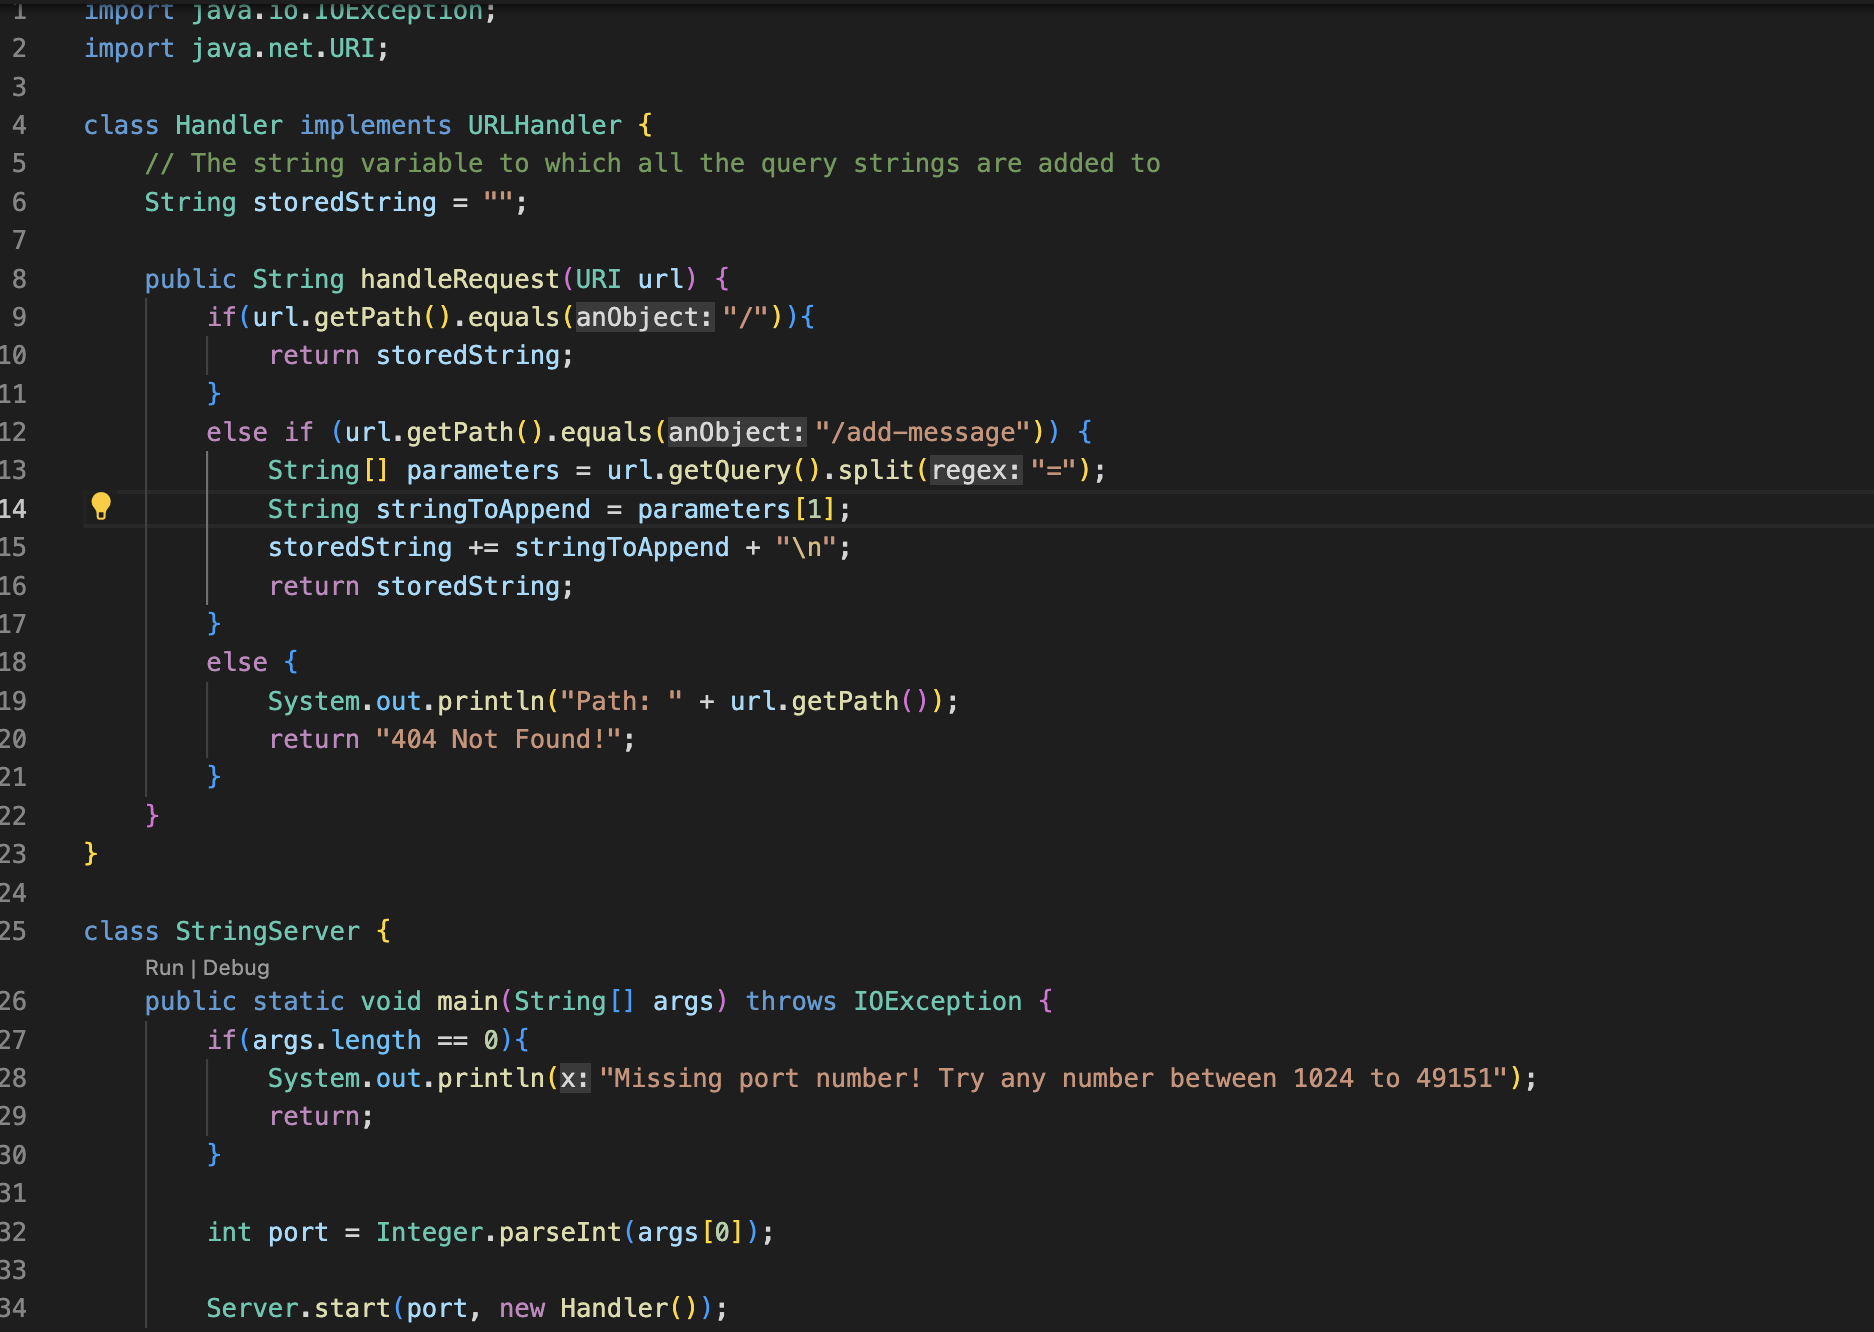 1 import java.io.IOException;
2 import java.net.URI;
3
4 class Handler implements URLHandler {
5 // The string variable to which all the query strings are added to
6 String storedString = "";
7
8 public String handleRequest(URI url) {
9 if(url.getPath().equals(anObject: "/")){
10 return storedString;
11 }
12 else if (url.getPath().equals(anObject: "/add-message")) {
13 String[] parameters = url.getQuery().split(regex: "=");
14 String stringToAppend = parameters[1];
15 storedString += stringToAppend + "\n";
16 return storedString;
17 }
18 else {
19 System.out.println("Path: " + url.getPath());
20 return "404 Not Found!";
21 }
22 }
23 }
24
25 class StringServer {
Run | Debug
26 public static void main(String[] args) throws IOException {
27 if(args.length == 0){
28 System.out.println(x: "Missing port number! Try any number between 1024 to 49151");
29 return;
30 }
31
32 int port = Integer.parseInt(args[0]);
33
34 Server.start(port, new Handler());